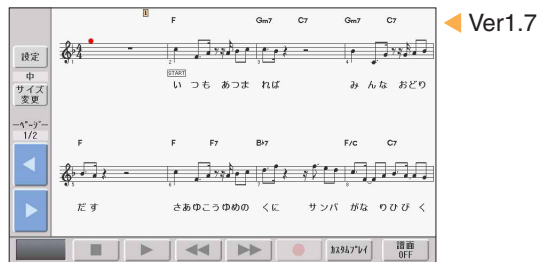 1
F Gm7 C7 Gm7 C7
Ver1.7
設定
中
サイズ
変更
START
いつも あつま れば みんな おどり
ページ
1/2
F F F7 B♭7 F/C C7
だす さあゆこうゆめの くに サンバ がな りひびく
カスタムプレイ
譜面
OFF